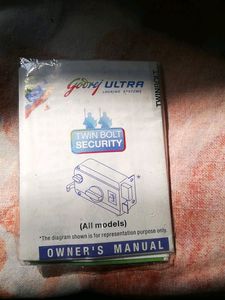 Godrej ULTRA
LOCKING SYSTEMS
TWINBOLT
TWIN BOLT
SECURITY
*
(All models)
*The diagram shown is for representation purpose only.
OWNER'S MANUAL